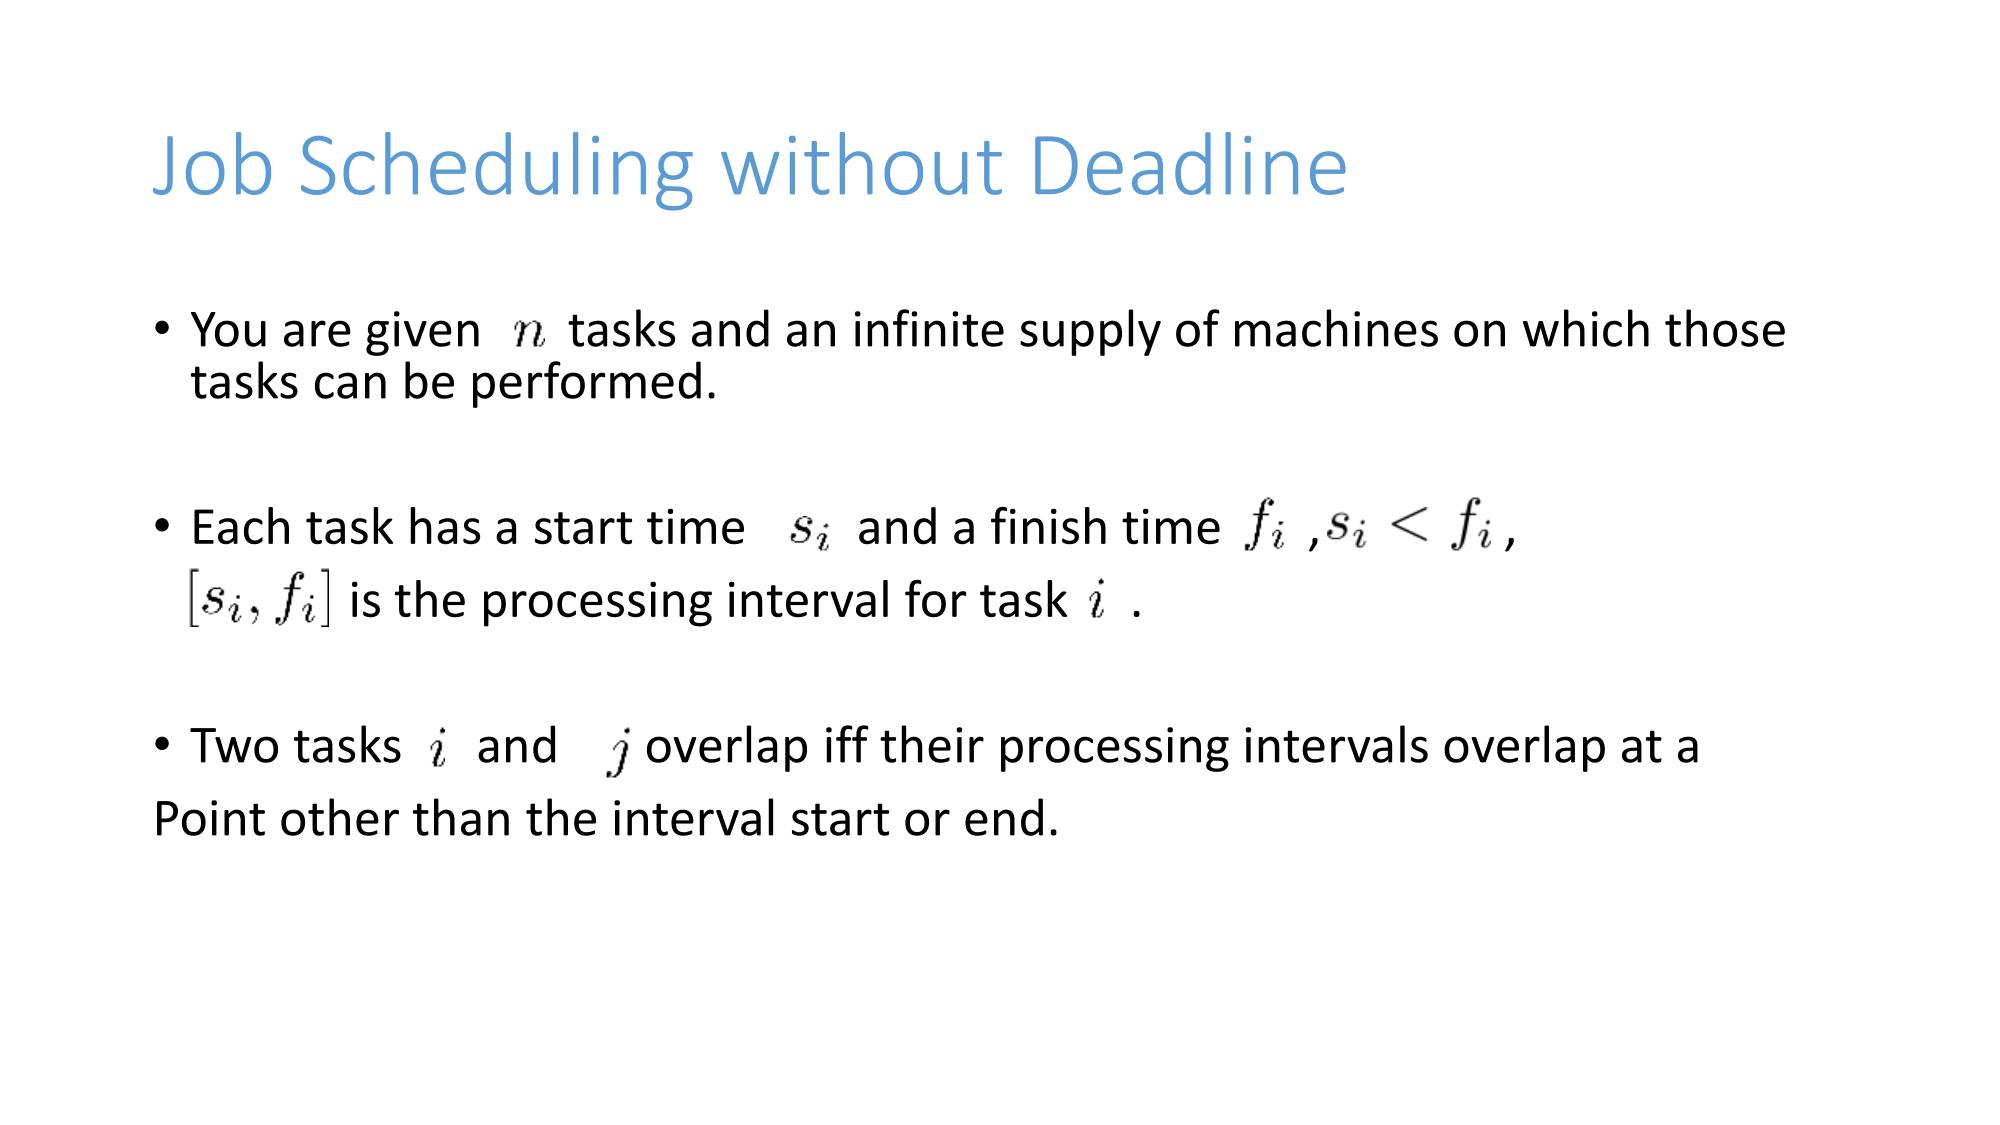 Job Scheduling without Deadline
• You are given n tasks and an infinite supply of machines on which those
tasks can be performed.
• Each task has a start time s_i and a finish time f_i , s_i < f_i ,
[s_i, f_i] is the processing interval for task i .
• Two tasks i and j overlap iff their processing intervals overlap at a
Point other than the interval start or end.